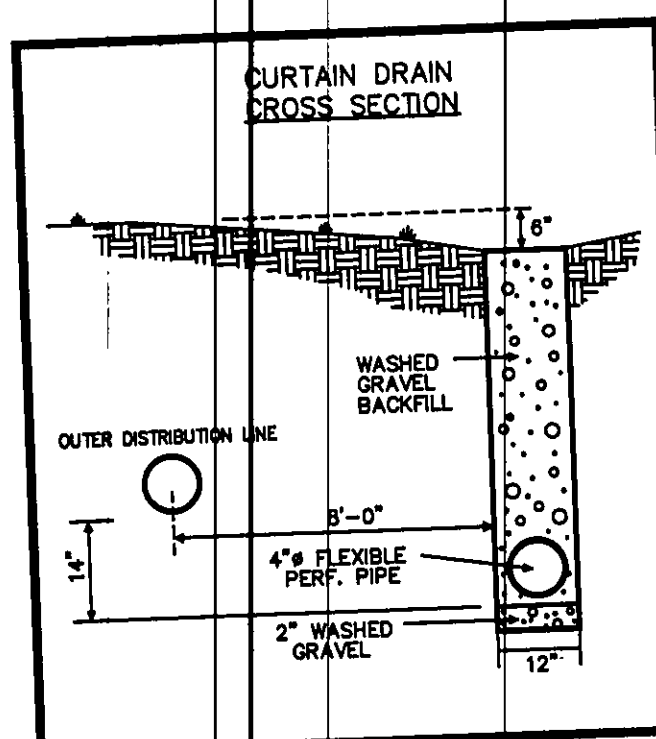 CURTAIN DRAIN
CROSS SECTION
6"
WASHED
GRAVEL
BACKFILL
OUTER DISTRIBUTION LINE
8'-0"
14"
4"ø FLEXIBLE
PERF. PIPE
2" WASHED
GRAVEL
12"